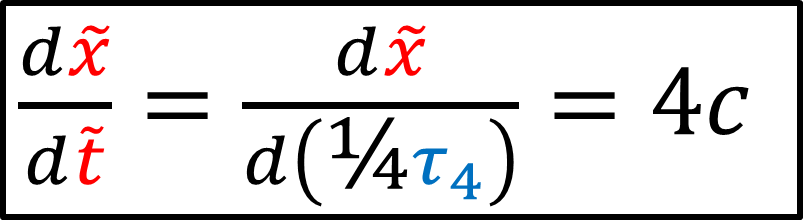 dx̃/dt̃ = dx̃/d(¼τ₄) = 4c